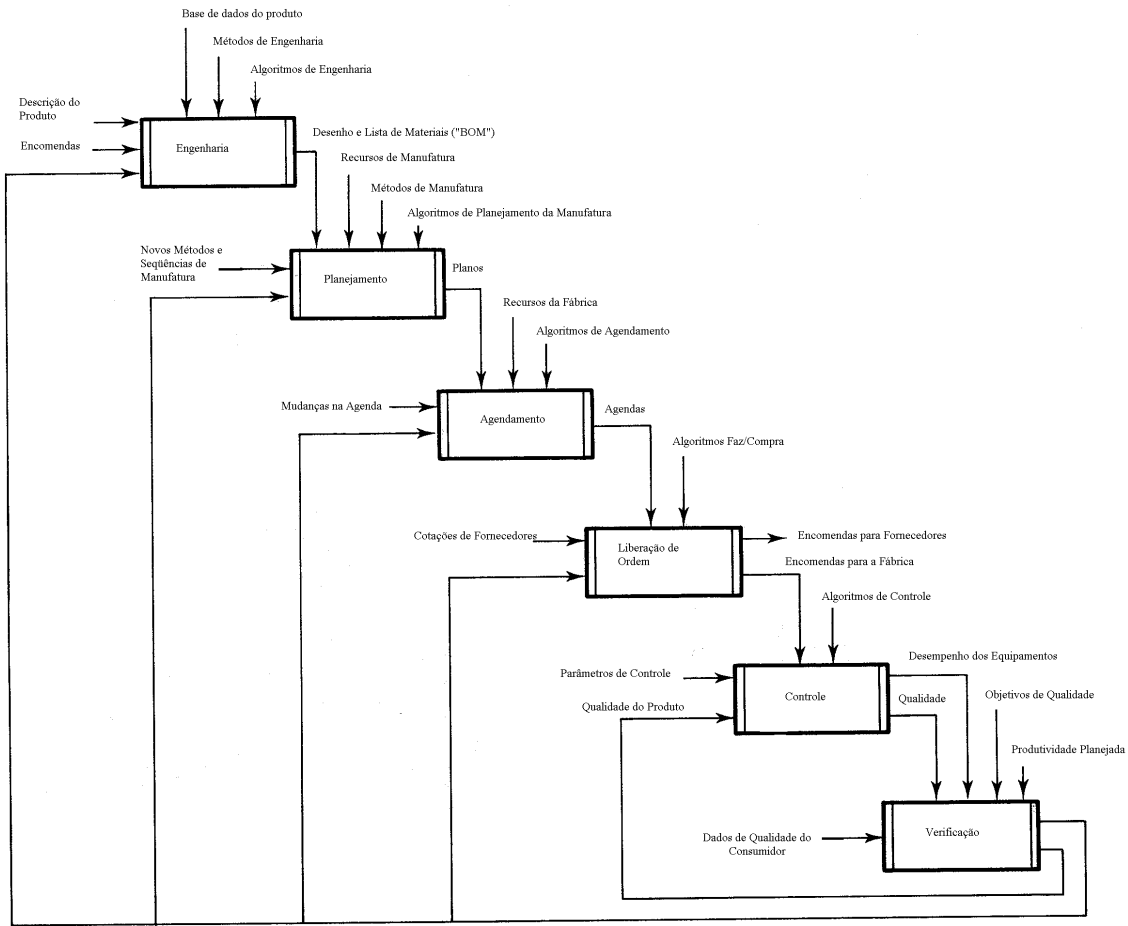 Base de dados do produto
Métodos de Engenharia
Algoritmos de Engenharia
Descrição do
Produto
Encomendas
Engenharia
Desenho e Lista de Materiais ("BOM")
Recursos de Manufatura
Métodos de Manufatura
Algoritmos de Planejamento da Manufatura
Novos Métodos e
Seqüências de
Manufatura
Planejamento
Planos
Recursos da Fábrica
Algoritmos de Agendamento
Mudanças na Agenda
Agendamento
Agendas
Algoritmos Faz/Compra
Cotações de Fornecedores
Liberação de
Ordem
Encomendas para Fornecedores
Encomendas para a Fábrica
Algoritmos de Controle
Parâmetros de Controle
Qualidade do Produto
Controle
Desempenho dos Equipamentos
Qualidade
Objetivos de Qualidade
Produtividade Planejada
Dados de Qualidade do
Consumidor
Verificação